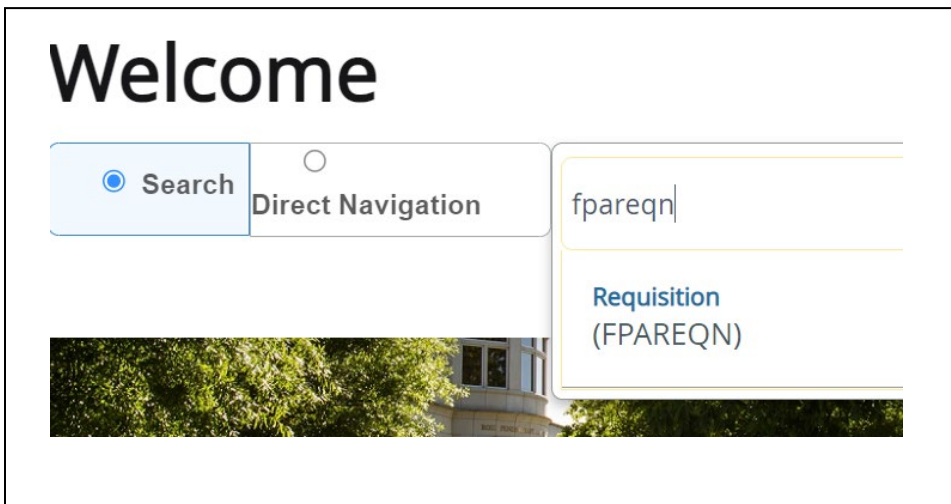 Welcome
Search
Direct Navigation
fpareqn
Requisition
(FPAREQN)